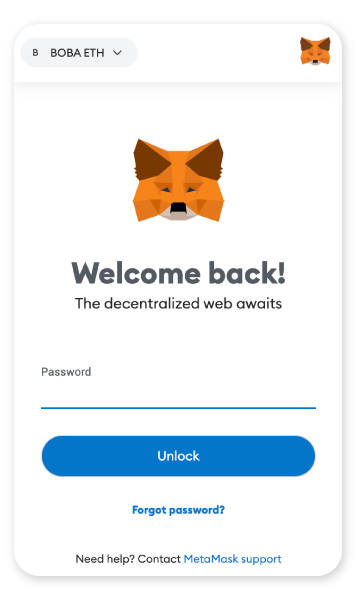 B BOBA ETH
Welcome back!
The decentralized web awaits
Password
Unlock
Forgot password?
Need help? Contact MetaMask support